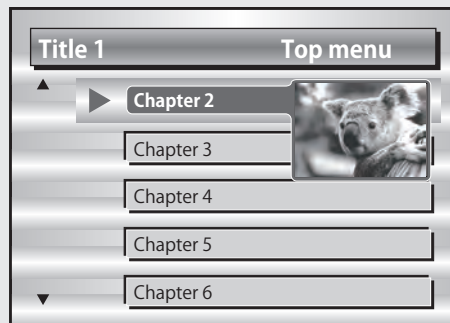 Title 1 Top menu
Chapter 2
Chapter 3
Chapter 4
Chapter 5
Chapter 6